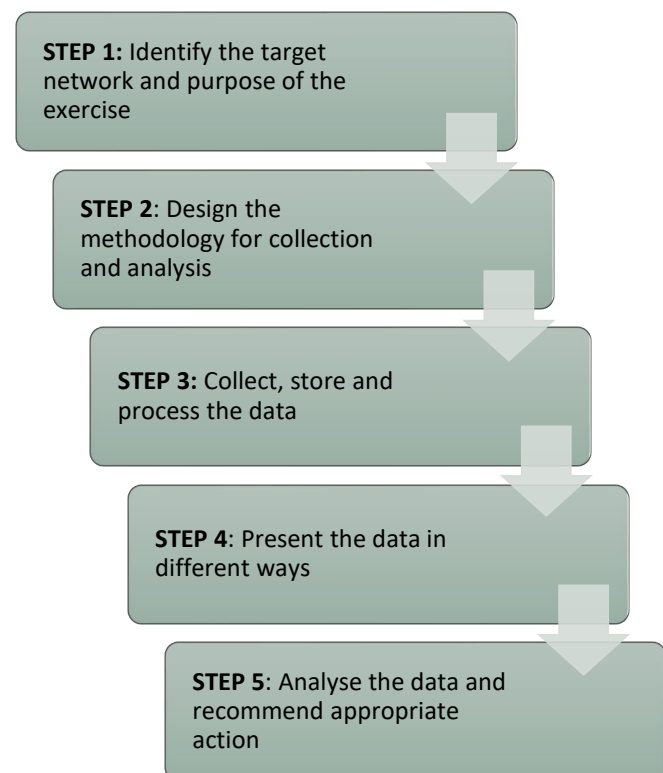 STEP 1: Identify the target
network and purpose of the
exercise
STEP 2: Design the
methodology for collection
and analysis
STEP 3: Collect, store and
process the data
STEP 4: Present the data in
different ways
STEP 5: Analyse the data and
recommend appropriate
action